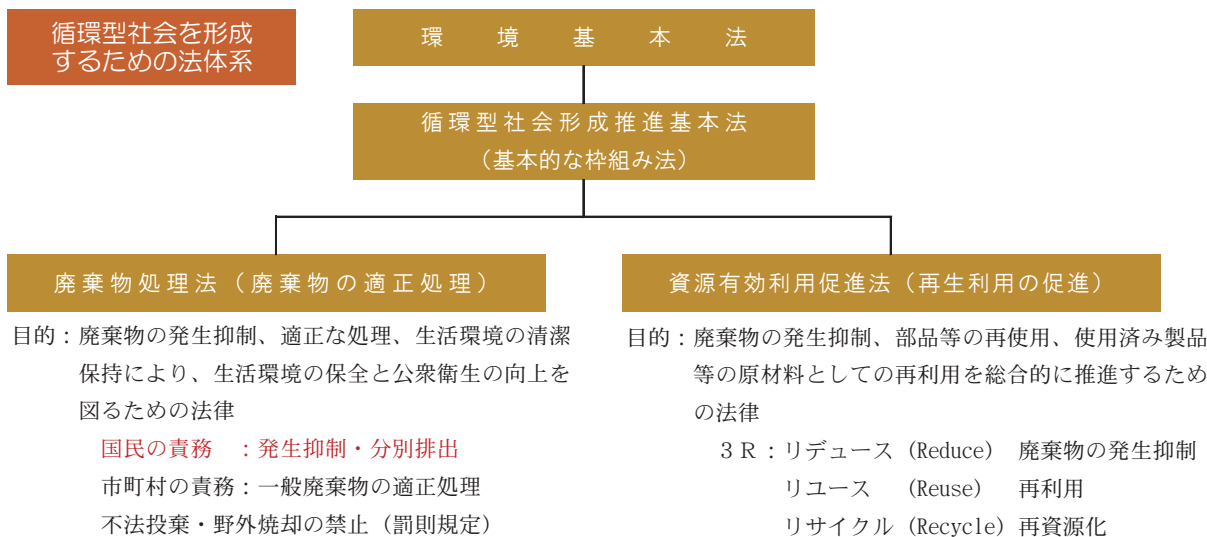 循環型社会を形成
するための法体系
環境基本法
循環型社会形成推進基本法
（基本的な枠組み法）
廃棄物処理法（廃棄物の適正処理）
目的：廃棄物の発生抑制、適正な処理、生活環境の清潔
保持により、生活環境の保全と公衆衛生の向上を
図るための法律
国民の責務　：発生抑制・分別排出
市町村の責務：一般廃棄物の適正処理
不法投棄・野外焼却の禁止（罰則規定）
資源有効利用促進法（再生利用の促進）
目的：廃棄物の発生抑制、部品等の再使用、使用済み製品
等の原材料としての再利用を総合的に推進するため
の法律
３Ｒ：リデュース（Reduce）廃棄物の発生抑制
リユース　（Reuse）　再利用
リサイクル（Recycle）再資源化